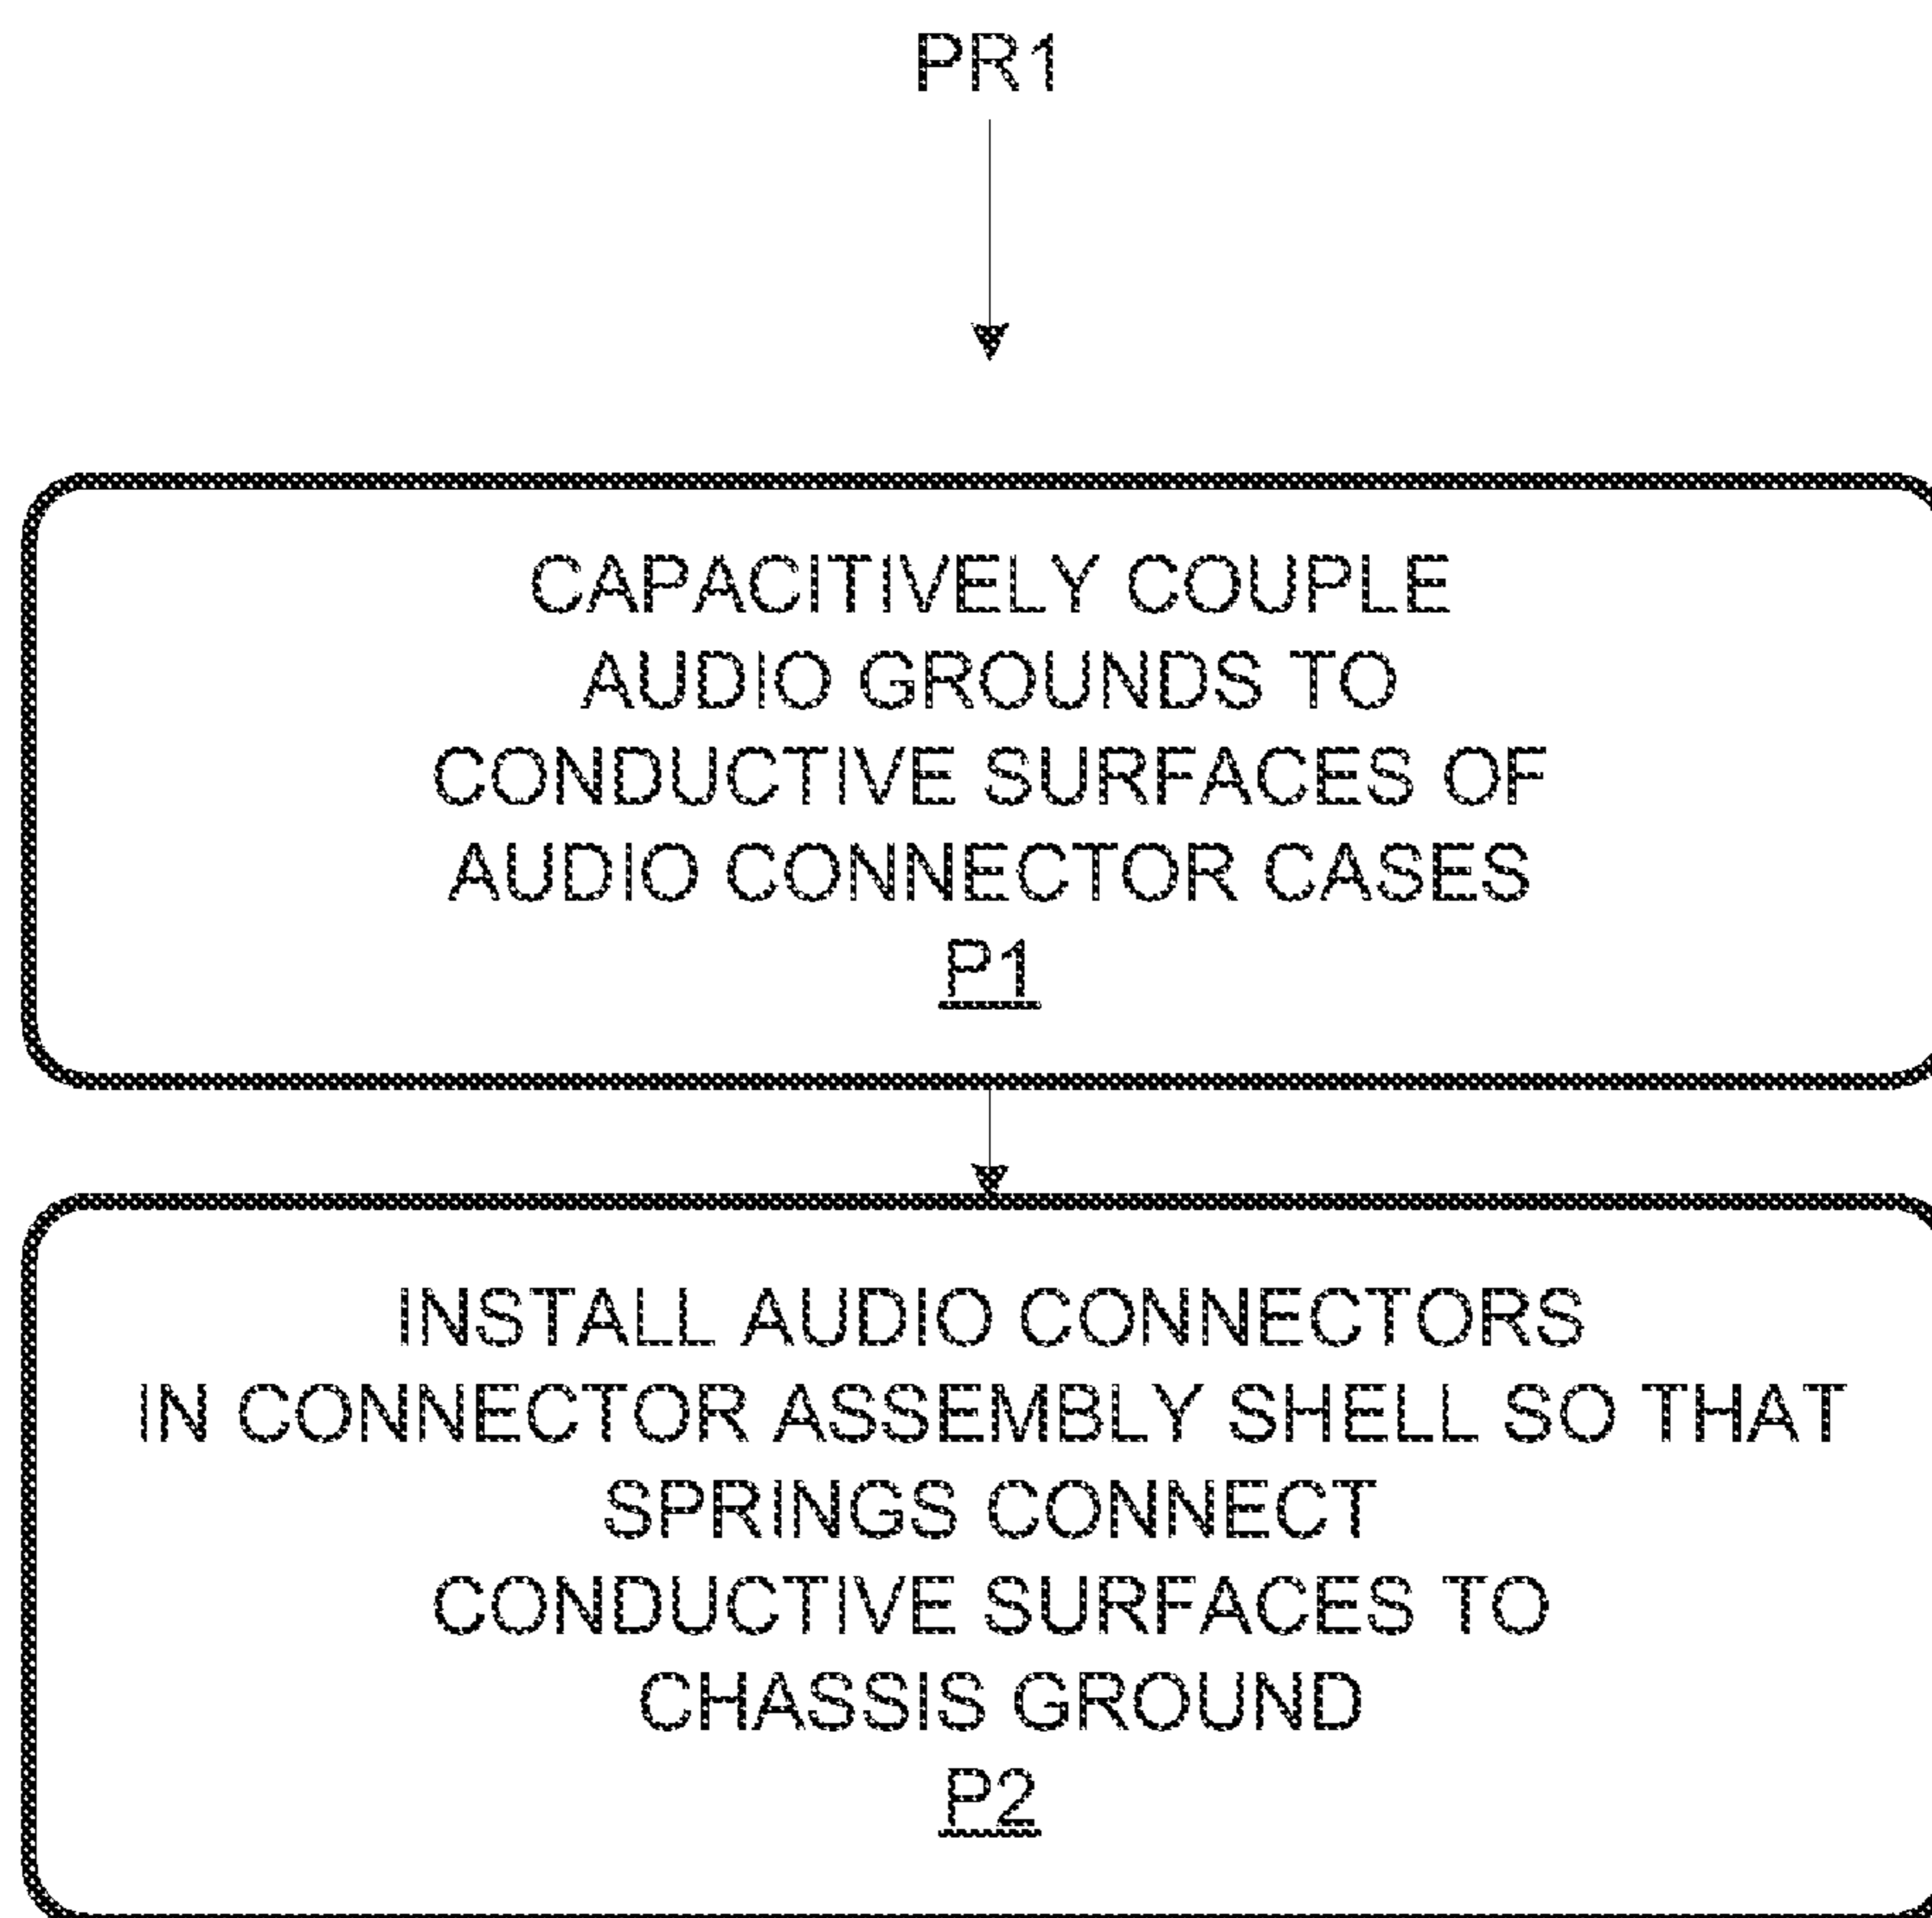 PR1
CAPACITIVELY COUPLE
AUDIO GROUNDS TO
CONDUCTIVE SURFACES OF
AUDIO CONNECTOR CASES
P1
INSTALL AUDIO CONNECTORS
IN CONNECTOR ASSEMBLY SHELL SO THAT
SPRINGS CONNECT
CONDUCTIVE SURFACES TO
CHASSIS GROUND
P2